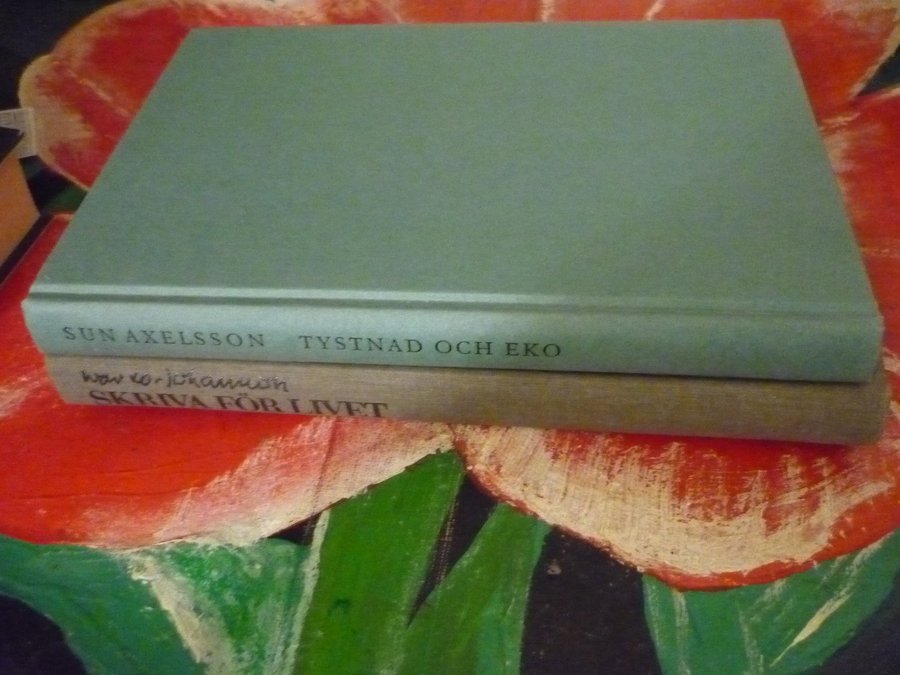 SUN AXELSSON TYSTNAD OCH EKO
Ivar Lo-Johansson
SKRIVA FÖR LIVET